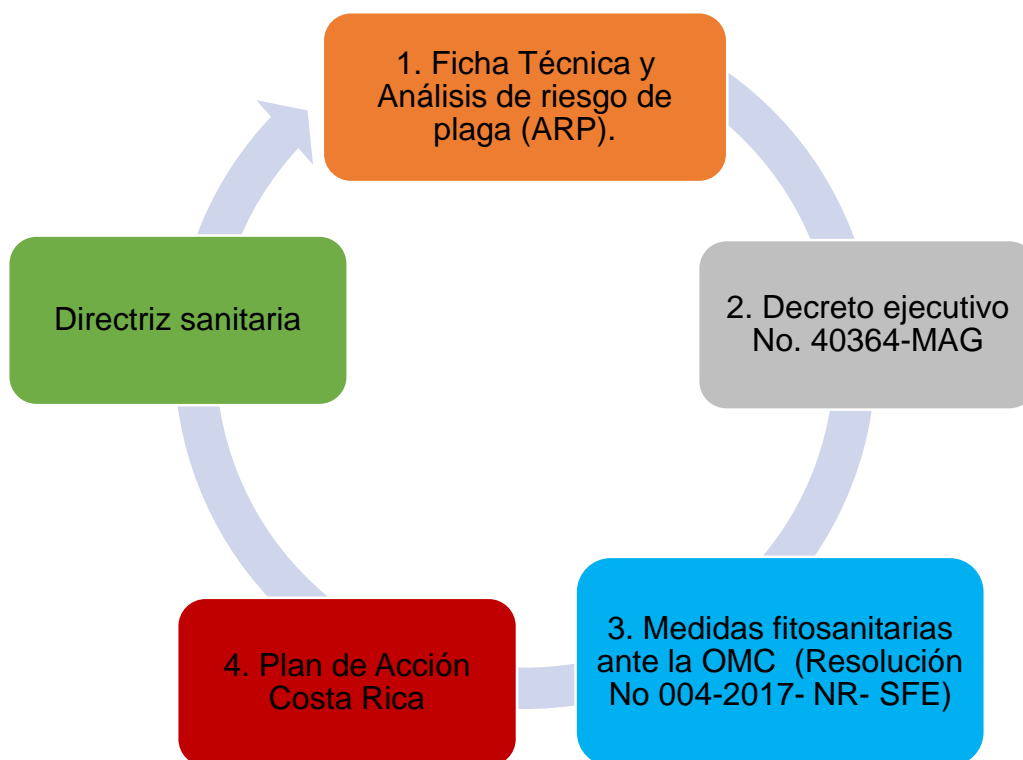 1. Ficha Técnica y
Análisis de riesgo de
plaga (ARP).
2. Decreto ejecutivo
No. 40364-MAG
3. Medidas fitosanitarias
ante la OMC (Resolución
No 004-2017- NR- SFE)
4. Plan de Acción
Costa Rica
Directriz sanitaria